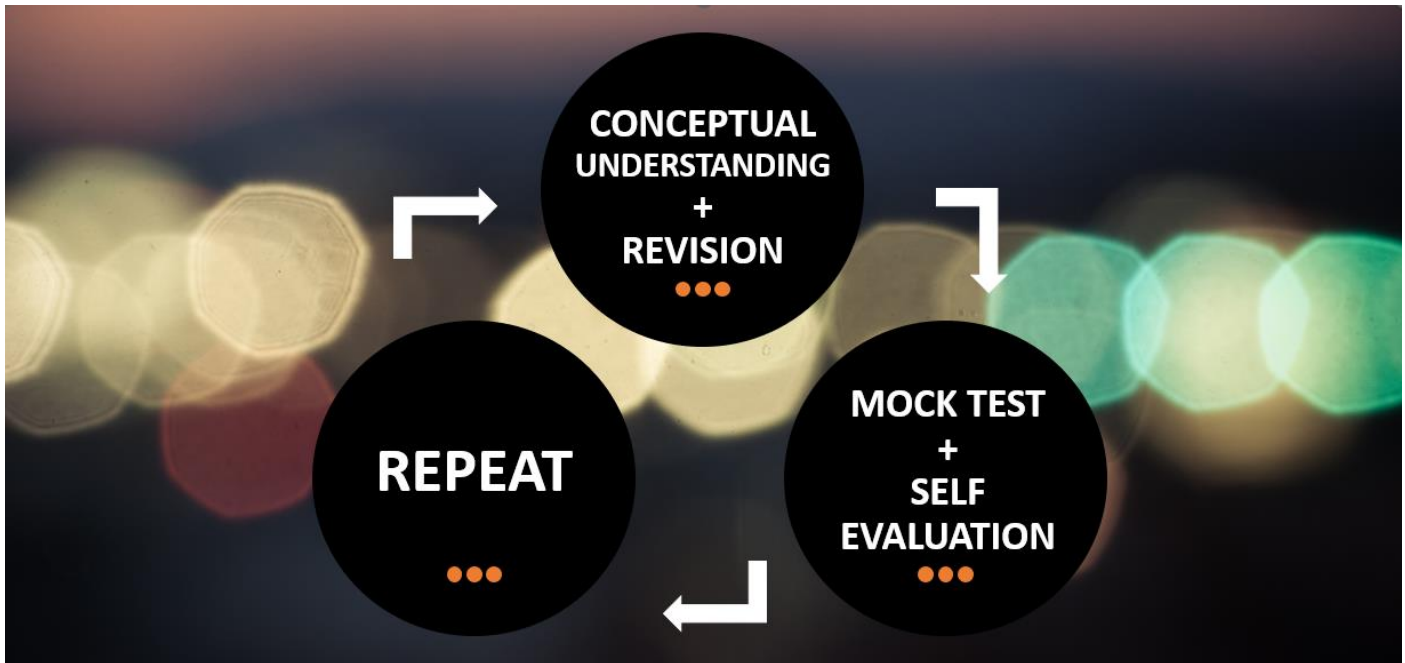 CONCEPTUAL
UNDERSTANDING
+
REVISION
MOCK TEST
+
SELF
EVALUATION
REPEAT